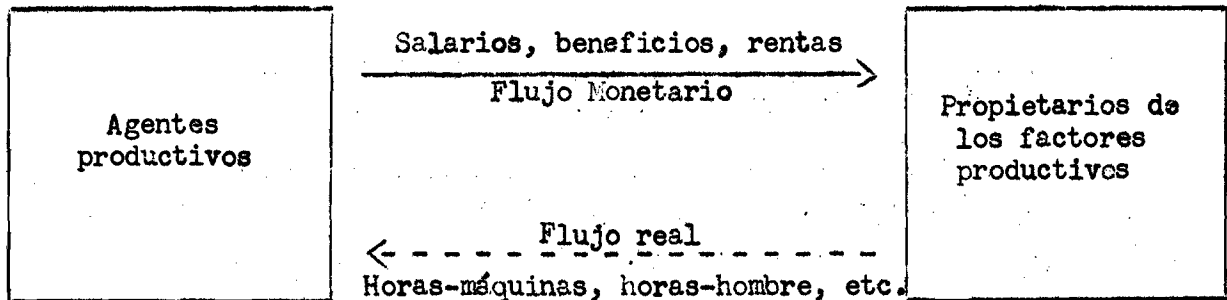 Agentes
productivos
Salarios, beneficios, rentas
Flujo Monetario
Propietarios de
los factores
productivos
Flujo real
Horas-máquinas, horas-hombre, etc.